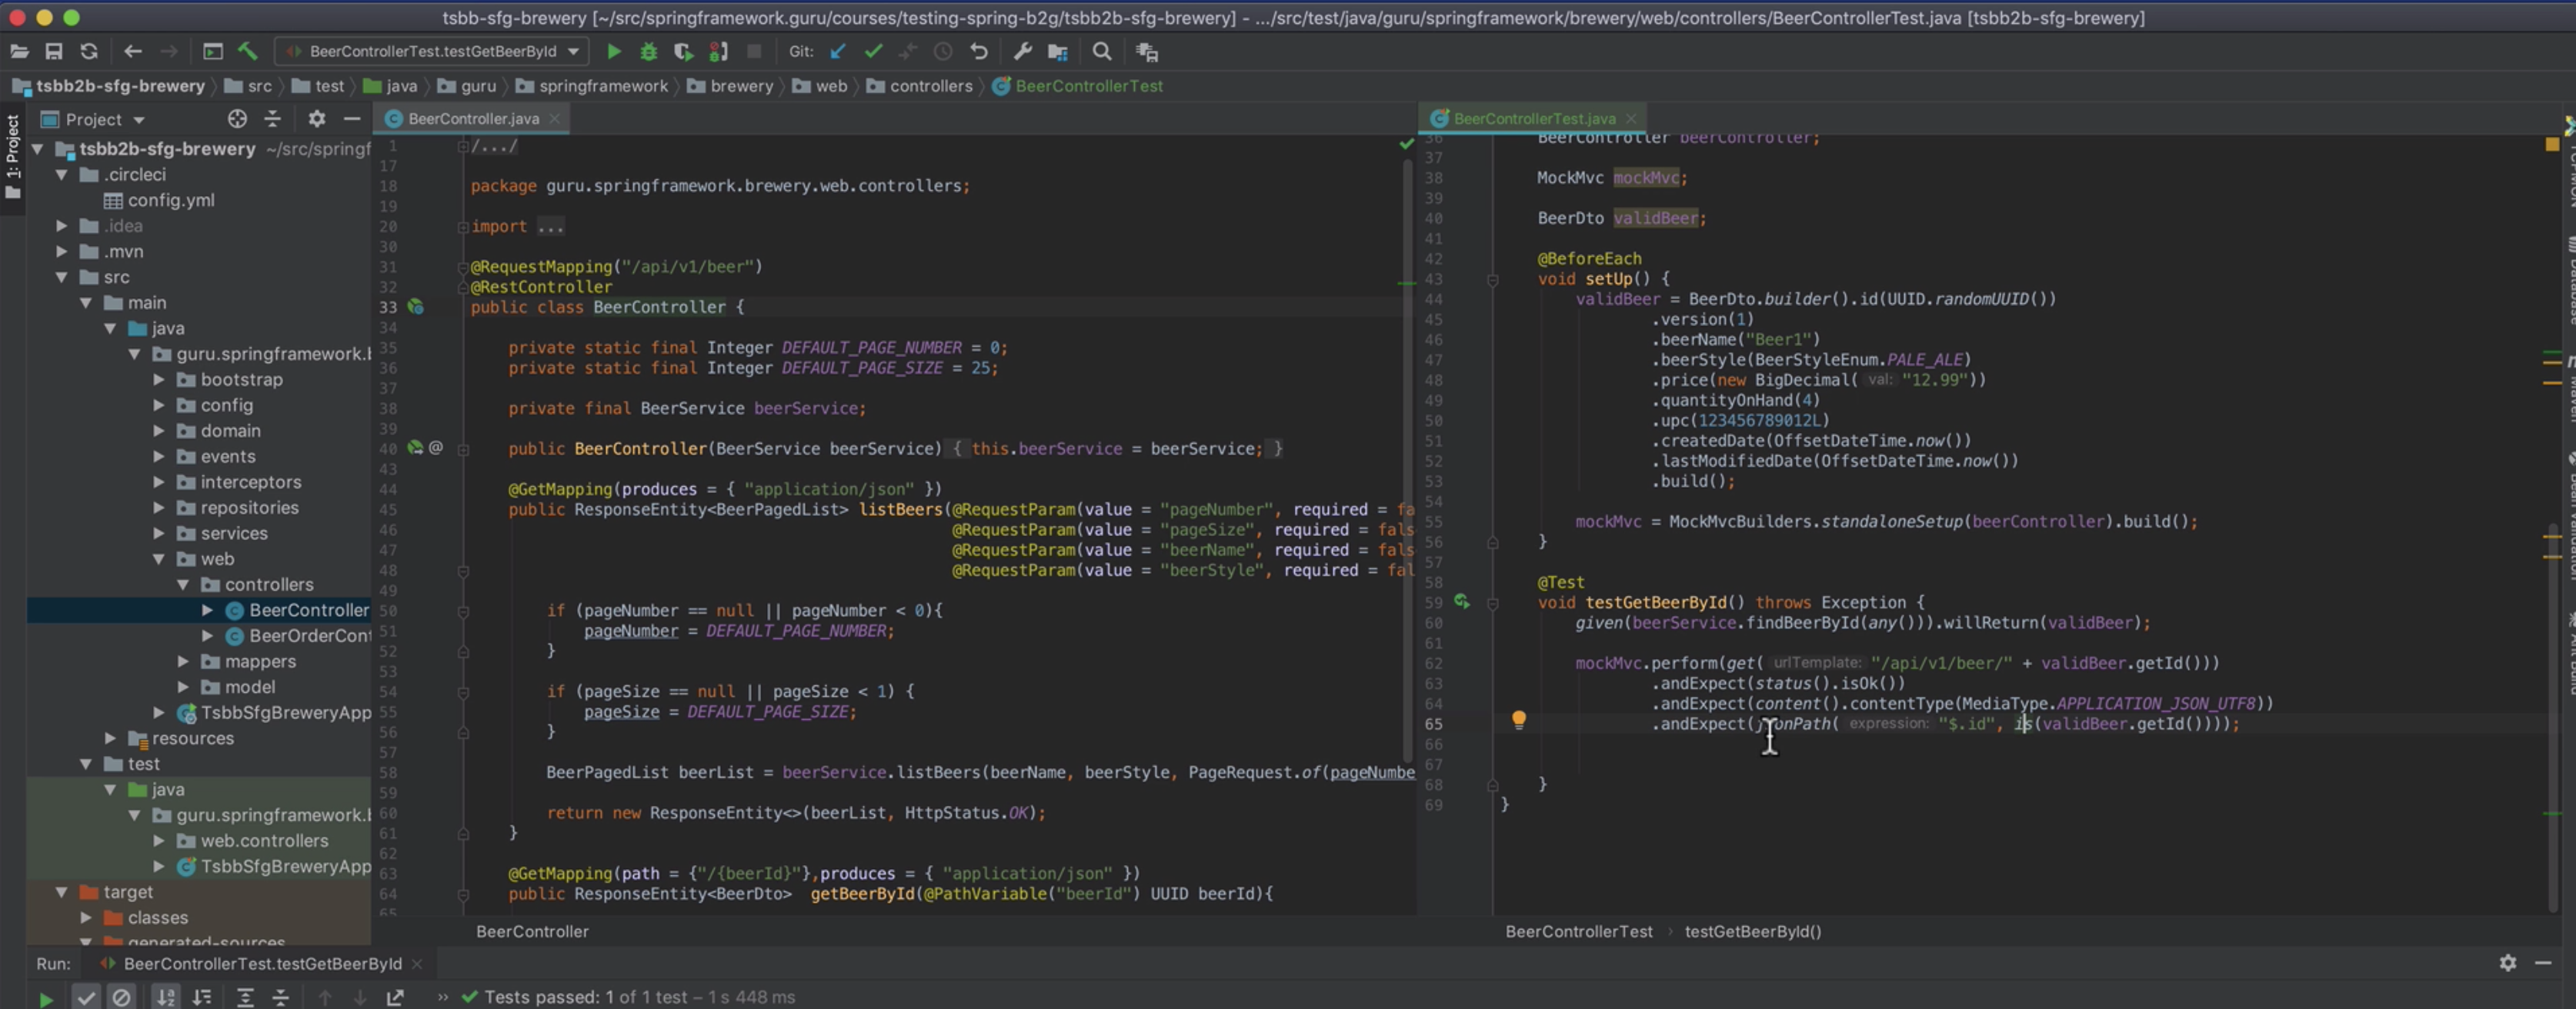 tsbb-sfg-brewery [~/src/springframework.guru/courses/testing-spring-b2g/tsbb2b-sfg-brewery] - .../src/test/java/guru/springframework/brewery/web/controllers/BeerControllerTest.java [tsbb2b-sfg-brewery]
BeerControllerTest.testGetBeerById
Git:
tsbb2b-sfg-brewery
src
test
java
guru
springframework
brewery
web
controllers
BeerControllerTest
1: Project
Project
tsbb2b-sfg-brewery ~/src/springf
.circleci
config.yml
.idea
.mvn
src
main
java
guru.springframework.b
bootstrap
config
domain
events
interceptors
repositories
services
web
controllers
BeerController
BeerOrderCont
mappers
model
TsbbSfgBreweryApp
resources
test
java
guru.springframework.b
web.controllers
TsbbSfgBreweryApp
target
classes
generated-sources
BeerController.java
1 /.../
17
18 package guru.springframework.brewery.web.controllers;
19
20 import ...
30
31 @RequestMapping("/api/v1/beer")
32 @RestController
33 public class BeerController {
34
35 private static final Integer DEFAULT_PAGE_NUMBER = 0;
36 private static final Integer DEFAULT_PAGE_SIZE = 25;
37
38 private final BeerService beerService;
39
40 @ public BeerController(BeerService beerService) { this.beerService = beerService; }
43
44 @GetMapping(produces = { "application/json" })
45 public ResponseEntity<BeerPagedList> listBeers(@RequestParam(value = "pageNumber", required = fa
46 @RequestParam(value = "pageSize", required = fals
47 @RequestParam(value = "beerName", required = fals
48 @RequestParam(value = "beerStyle", required = fal
49
50 if (pageNumber == null || pageNumber < 0){
51 pageNumber = DEFAULT_PAGE_NUMBER;
52 }
53
54 if (pageSize == null || pageSize < 1) {
55 pageSize = DEFAULT_PAGE_SIZE;
56 }
57
58 BeerPagedList beerList = beerService.listBeers(beerName, beerStyle, PageRequest.of(pageNumbe
59
60 return new ResponseEntity<>(beerList, HttpStatus.OK);
61 }
62
63 @GetMapping(path = {"/{beerId}"},produces = { "application/json" })
64 public ResponseEntity<BeerDto> getBeerById(@PathVariable("beerId") UUID beerId){
65
BeerController
BeerControllerTest.java
36 BeerController beerController;
37
38 MockMvc mockMvc;
39
40 BeerDto validBeer;
41
42 @BeforeEach
43 void setUp() {
44 validBeer = BeerDto.builder().id(UUID.randomUUID())
45 .version(1)
46 .beerName("Beer1")
47 .beerStyle(BeerStyleEnum.PALE_ALE)
48 .price(new BigDecimal( val: "12.99"))
49 .quantityOnHand(4)
50 .upc(123456789012L)
51 .createdDate(OffsetDateTime.now())
52 .lastModifiedDate(OffsetDateTime.now())
53 .build();
54
55 mockMvc = MockMvcBuilders.standaloneSetup(beerController).build();
56 }
57
58 @Test
59 void testGetBeerById() throws Exception {
60 given(beerService.findBeerById(any())).willReturn(validBeer);
61
62 mockMvc.perform(get( urlTemplate: "/api/v1/beer/" + validBeer.getId()))
63 .andExpect(status().isOk())
64 .andExpect(content().contentType(MediaType.APPLICATION_JSON_UTF8))
65 .andExpect(jsonPath( expression: "$.id", is(validBeer.getId())));
66
67
68 }
69 }
BeerControllerTest
testGetBeerById()
Run:
BeerControllerTest.testGetBeerById
Tests passed: 1 of 1 test – 1 s 448 ms